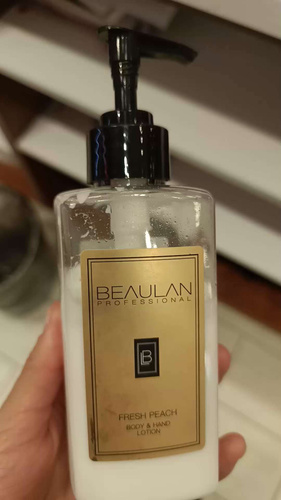 BEAULAN
PROFESSIONAL
B
FRESH PEACH
BODY & HAND
LOTION